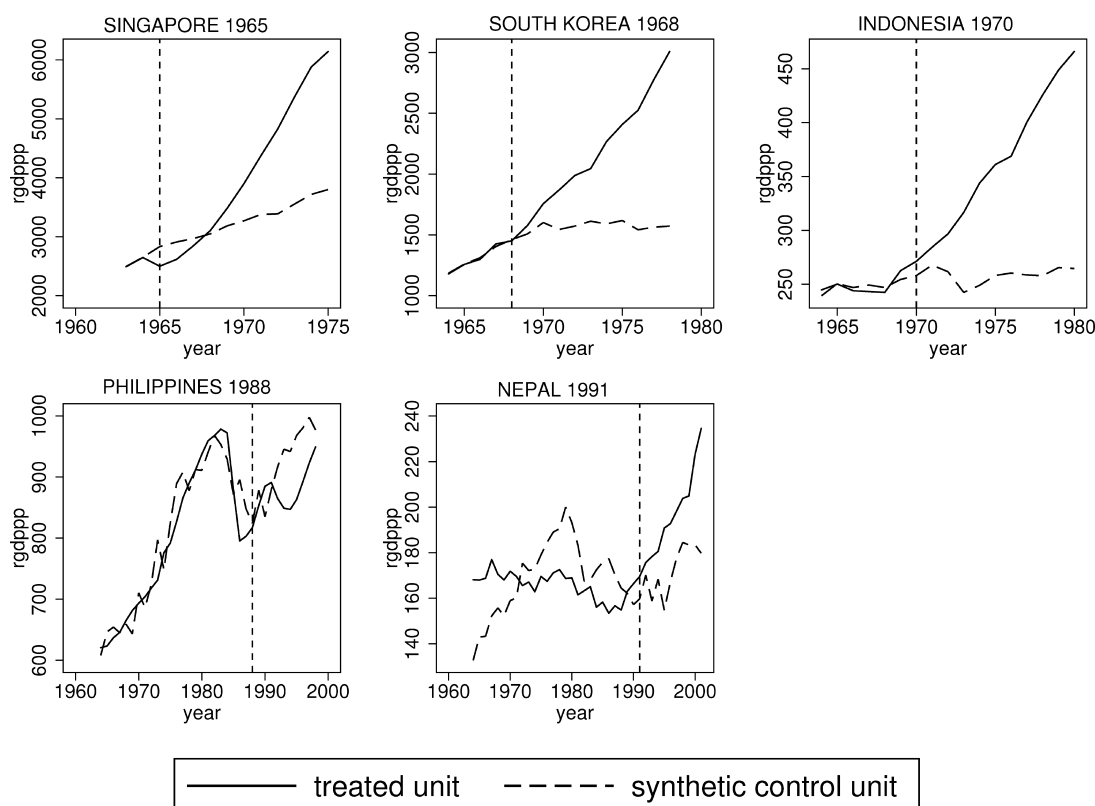 SINGAPORE 1965
rgdppp
6000
5000
4000
3000
2000
1960 1965 1970 1975
year
SOUTH KOREA 1968
rgdppp
3000
2500
2000
1500
1000
1965 1970 1975 1980
year
INDONESIA 1970
rgdppp
450
400
350
300
250
1965 1970 1975 1980
year
PHILIPPINES 1988
rgdppp
1000
900
800
700
600
1960 1970 1980 1990 2000
year
NEPAL 1991
rgdppp
240
220
200
180
160
140
1960 1970 1980 1990 2000
year
treated unit synthetic control unit